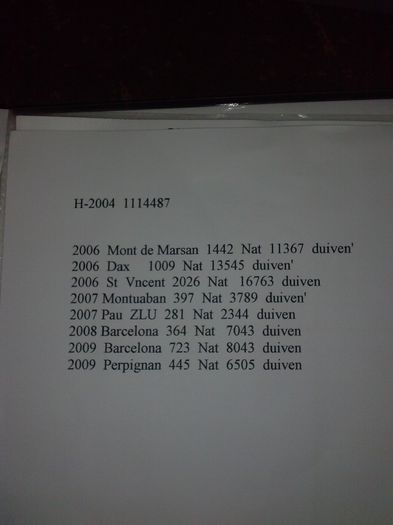 H-2004 1114487
2006 Mont de Marsan 1442 Nat 11367 duiven'
2006 Dax 1009 Nat 13545 duiven'
2006 St Vncent 2026 Nat 16763 duiven
2007 Montuaban 397 Nat 3789 duiven'
2007 Pau ZLU 281 Nat 2344 duiven
2008 Barcelona 364 Nat 7043 duiven
2009 Barcelona 723 Nat 8043 duiven
2009 Perpignan 445 Nat 6505 duiven